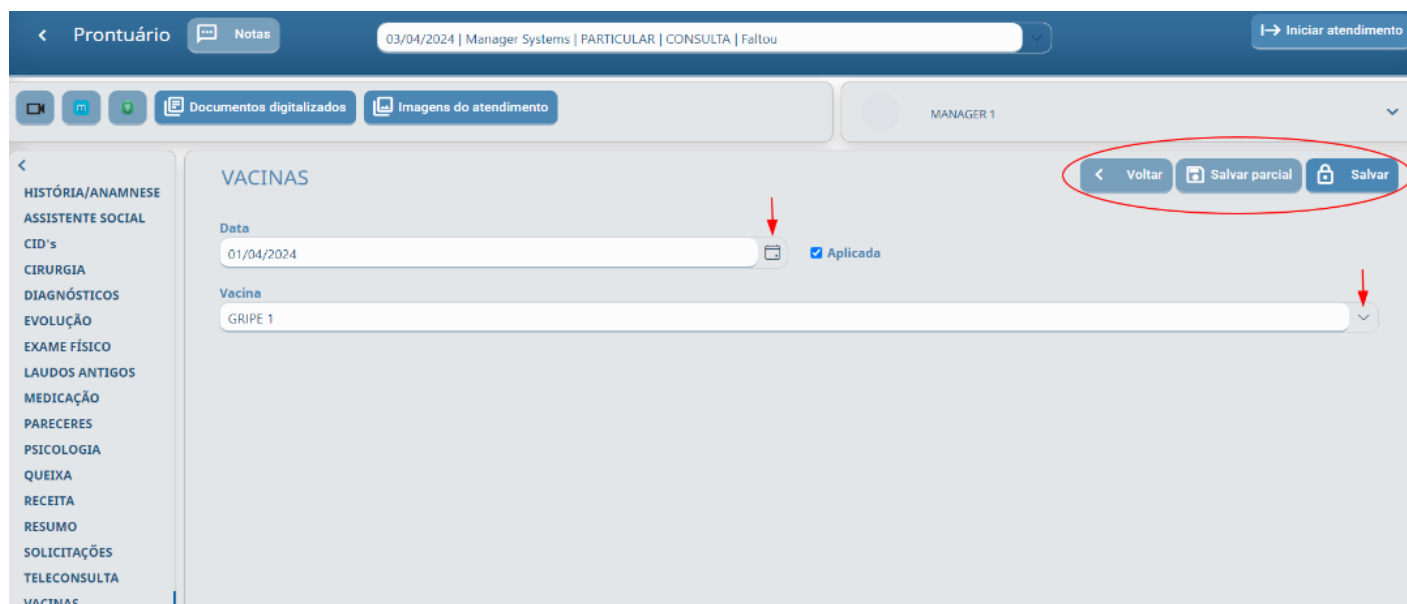 Prontuário
Notas
03/04/2024 | Manager Systems | PARTICULAR | CONSULTA | Faltou
Iniciar atendimento
m
Documentos digitalizados
Imagens do atendimento
MANAGER 1
HISTÓRIA/ANAMNESE
ASSISTENTE SOCIAL
CID's
CIRURGIA
DIAGNÓSTICOS
EVOLUÇÃO
EXAME FÍSICO
LAUDOS ANTIGOS
MEDICAÇÃO
PARECERES
PSICOLOGIA
QUEIXA
RECEITA
RESUMO
SOLICITAÇÕES
TELECONSULTA
VACINAS
VACINAS
Voltar
Salvar parcial
Salvar
Data
01/04/2024
Aplicada
Vacina
GRIPE 1